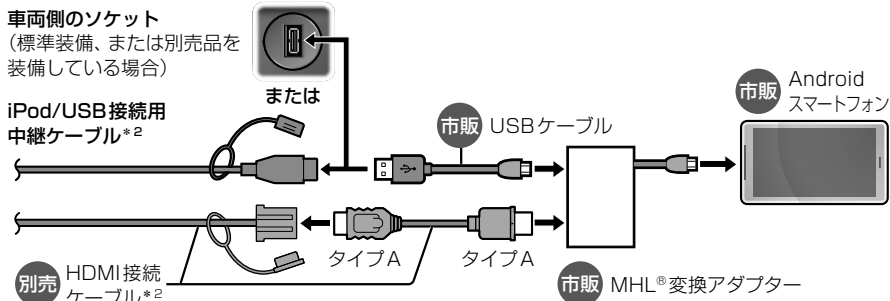 車両側のソケット
（標準装備、または別売品を
装備している場合）
または
iPod/USB接続用
中継ケーブル*2
市販 USBケーブル
市販 Android
スマートフォン
タイプA
タイプA
別売 HDMI接続
ケーブル*2
市販 MHL®変換アダプター